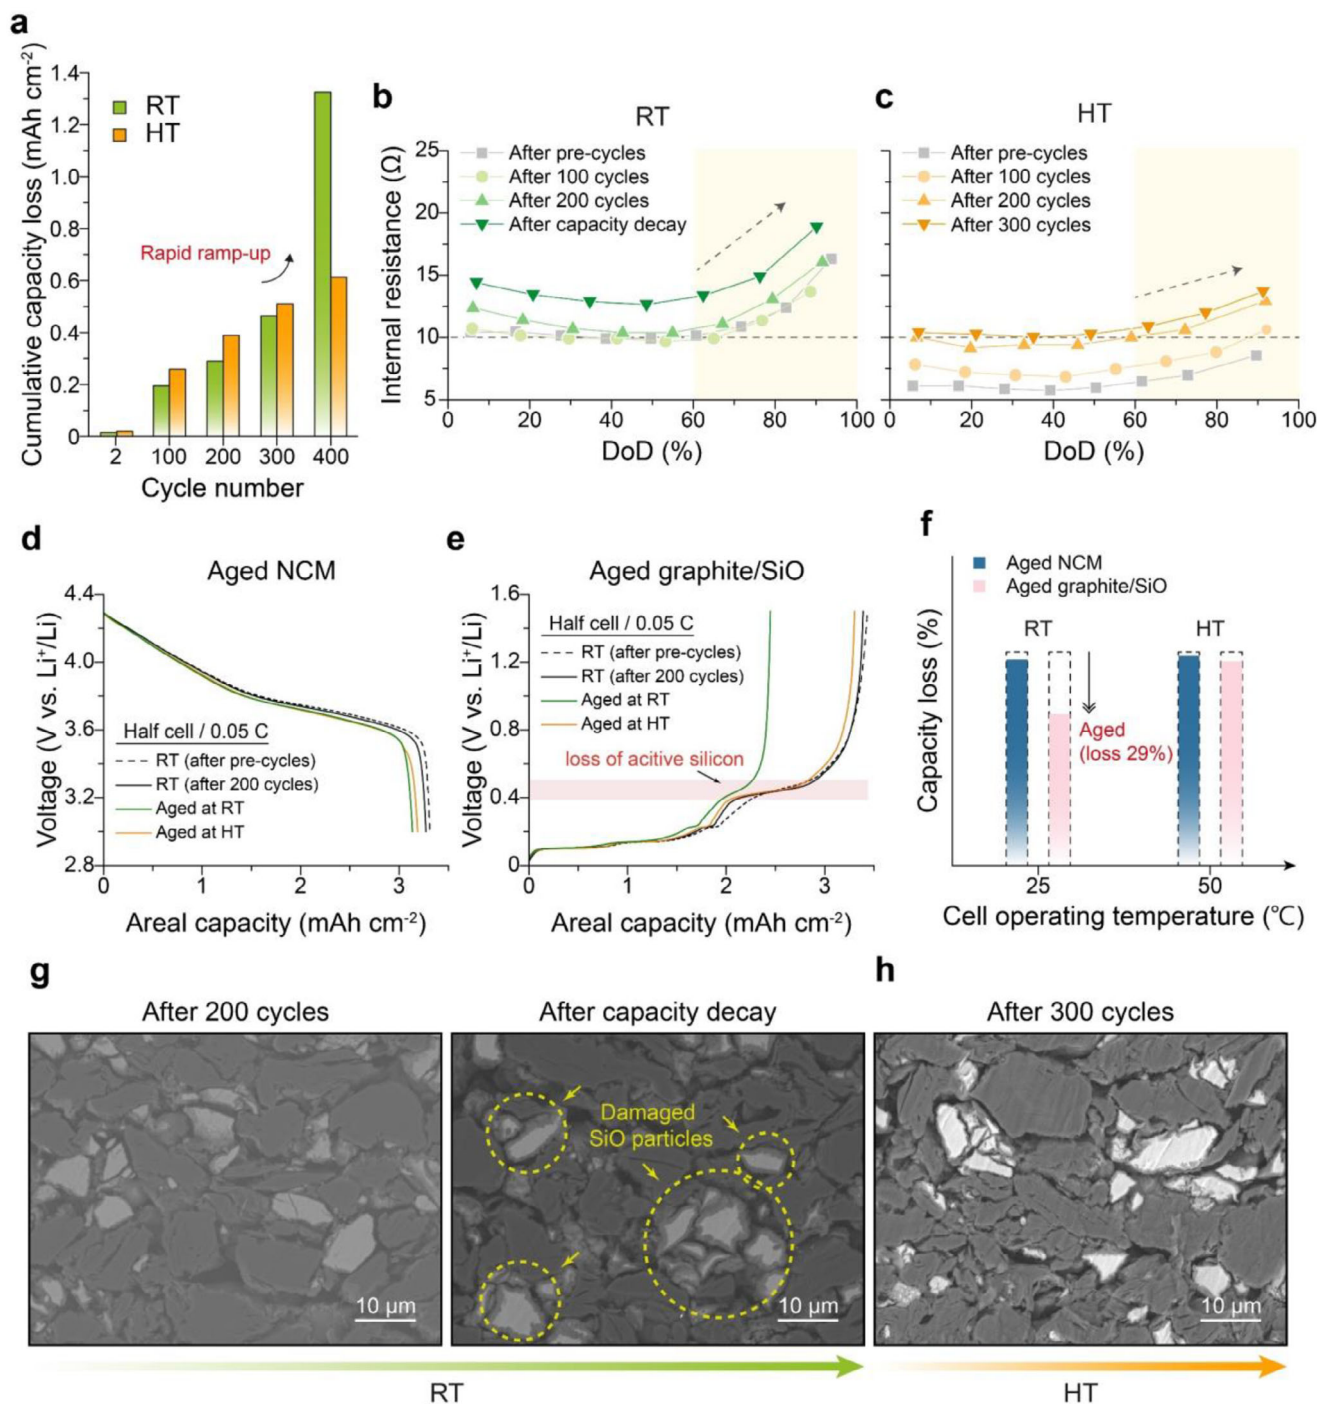 a
Cumulative capacity loss (mAh cm-2)
1.4
1.2
1.0
0.8
0.6
0.4
0.2
0
RT
HT
Rapid ramp-up
2 100 200 300 400
Cycle number
b
RT
Internal resistance (Ω)
25
20
15
10
5
After pre-cycles
After 100 cycles
After 200 cycles
After capacity decay
0 20 40 60 80 100
DoD (%)
c
HT
After pre-cycles
After 100 cycles
After 200 cycles
After 300 cycles
0 20 40 60 80 100
DoD (%)
d
Aged NCM
Voltage (V vs. Li+/Li)
4.4
4.0
3.6
3.2
2.8
Half cell / 0.05 C
RT (after pre-cycles)
RT (after 200 cycles)
Aged at RT
Aged at HT
0 1 2 3
Areal capacity (mAh cm-2)
e
Aged graphite/SiO
Voltage (V vs. Li+/Li)
1.6
1.2
0.8
0.4
0
Half cell / 0.05 C
RT (after pre-cycles)
RT (after 200 cycles)
Aged at RT
Aged at HT
loss of acitive silicon
0 1 2 3
Areal capacity (mAh cm-2)
f
Capacity loss (%)
Aged NCM
Aged graphite/SiO
RT
HT
Aged
(loss 29%)
25 50
Cell operating temperature (℃)
g
After 200 cycles
10 µm
After capacity decay
Damaged
SiO particles
10 µm
h
After 300 cycles
10 µm
RT
HT